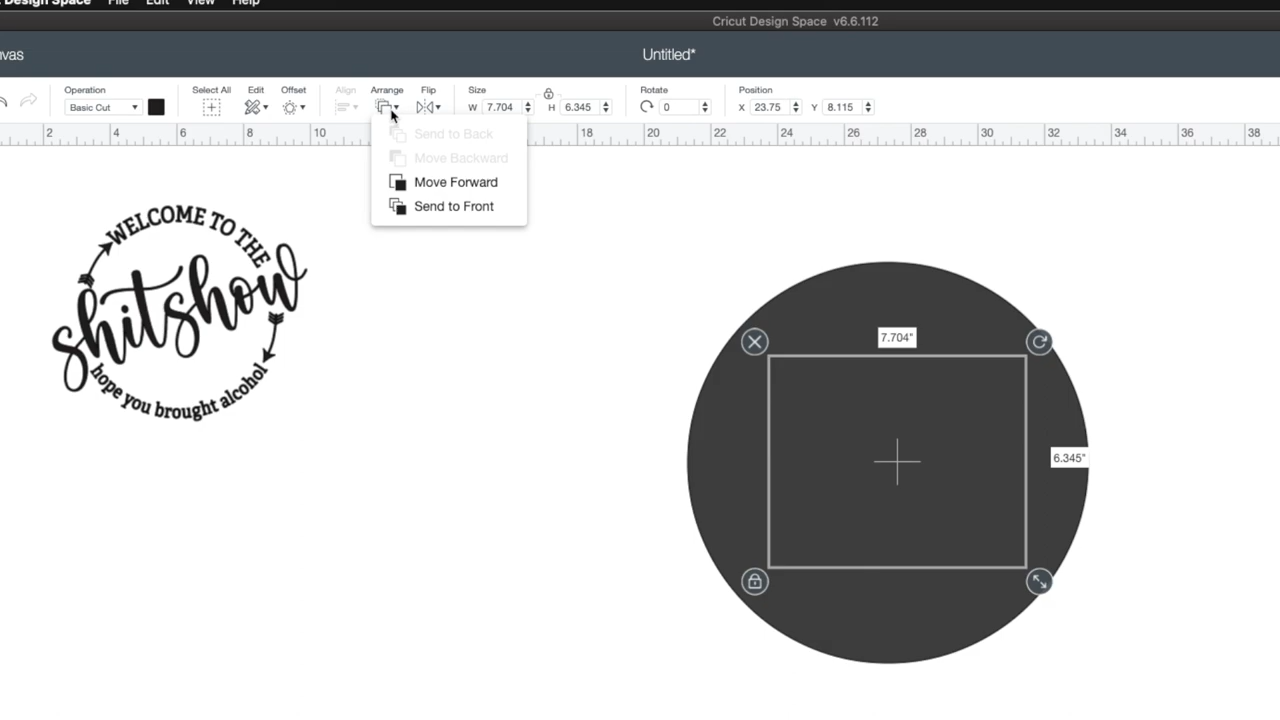 t Design Space File Edit View Help
Cricut Design Space v6.6.112
nvas
Untitled*
Operation Select All Edit Offset Align Arrange Flip Size Rotate Position
Basic Cut W 7.704 H 6.345 0 X 23.75 Y 8.115
2 4 6 8 10 18 20 22 24 26 28 30 32 34 36 38
Send to Back
Move Backward
Move Forward
Send to Front
WELCOME TO THE
shitshow
hope you brought alcohol
7.704"
6.345"